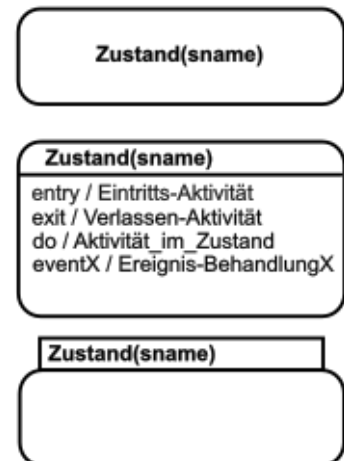 Zustand(sname)
Zustand(sname)
entry / Eintritts-Aktivität
exit / Verlassen-Aktivität
do / Aktivität_im_Zustand
eventX / Ereignis-BehandlungX
Zustand(sname)